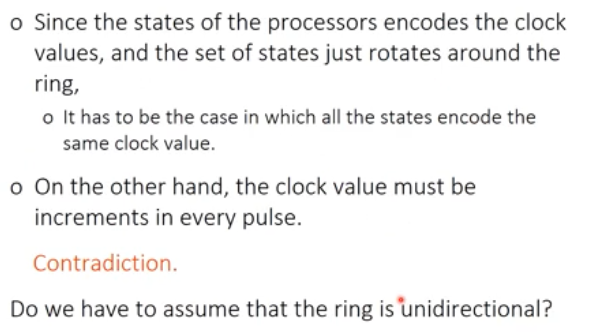 o Since the states of the processors encodes the clock
values, and the set of states just rotates around the
ring,
o It has to be the case in which all the states encode the
same clock value.
o On the other hand, the clock value must be
increments in every pulse.
Contradiction.
Do we have to assume that the ring is unidirectional?